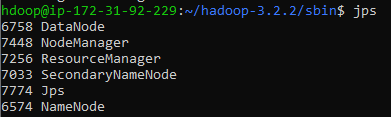 hdoop@ip-172-31-92-229:~/hadoop-3.2.2/sbin$ jps
6758 DataNode
7448 NodeManager
7256 ResourceManager
7033 SecondaryNameNode
7774 Jps
6574 NameNode